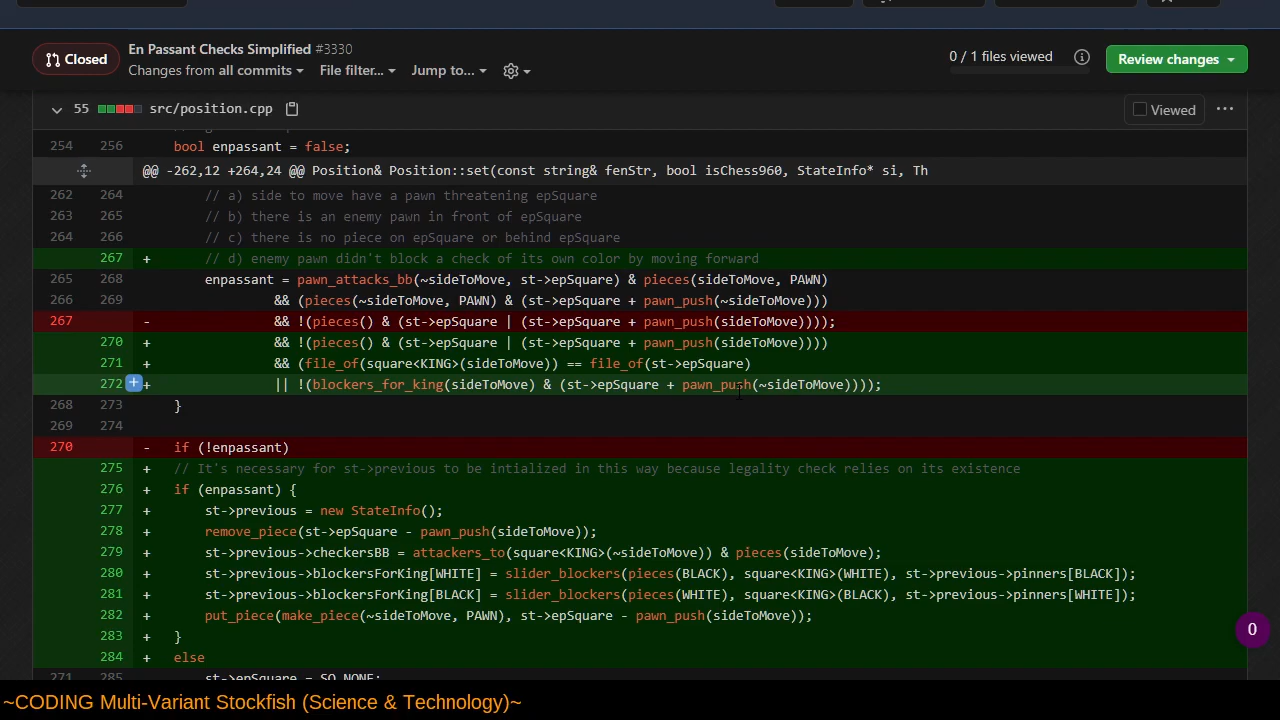 Closed
En Passant Checks Simplified #3330
Changes from all commits
File filter...
Jump to...
0 / 1 files viewed
Review changes
55 src/position.cpp
Viewed
254 256 bool enpassant = false;
@@ -262,12 +264,24 @@ Position& Position::set(const string& fenStr, bool isChess960, StateInfo* si, Th
262 264 // a) side to move have a pawn threatening epSquare
263 265 // b) there is an enemy pawn in front of epSquare
264 266 // c) there is no piece on epSquare or behind epSquare
267 + // d) enemy pawn didn't block a check of its own color by moving forward
265 268 enpassant = pawn_attacks_bb(~sideToMove, st->epSquare) & pieces(sideToMove, PAWN)
266 269 && (pieces(~sideToMove, PAWN) & (st->epSquare + pawn_push(~sideToMove)))
267 - && !(pieces() & (st->epSquare | (st->epSquare + pawn_push(sideToMove))));
270 + && !(pieces() & (st->epSquare | (st->epSquare + pawn_push(sideToMove))))
271 + && (file_of(square<KING>(sideToMove)) == file_of(st->epSquare)
272 + || !(blockers_for_king(sideToMove) & (st->epSquare + pawn_push(~sideToMove))));
268 273 }
269 274
270 - if (!enpassant)
275 + // It's necessary for st->previous to be intialized in this way because legality check relies on its existence
276 + if (enpassant) {
277 + st->previous = new StateInfo();
278 + remove_piece(st->epSquare - pawn_push(sideToMove));
279 + st->previous->checkersBB = attackers_to(square<KING>(~sideToMove)) & pieces(sideToMove);
280 + st->previous->blockersForKing[WHITE] = slider_blockers(pieces(BLACK), square<KING>(WHITE), st->previous->pinners[BLACK]);
281 + st->previous->blockersForKing[BLACK] = slider_blockers(pieces(WHITE), square<KING>(BLACK), st->previous->pinners[WHITE]);
282 + put_piece(make_piece(~sideToMove, PAWN), st->epSquare - pawn_push(sideToMove));
283 + }
284 + else
271 285 st->epSquare = SQ_NONE;
0
~CODING Multi-Variant Stockfish (Science & Technology)~